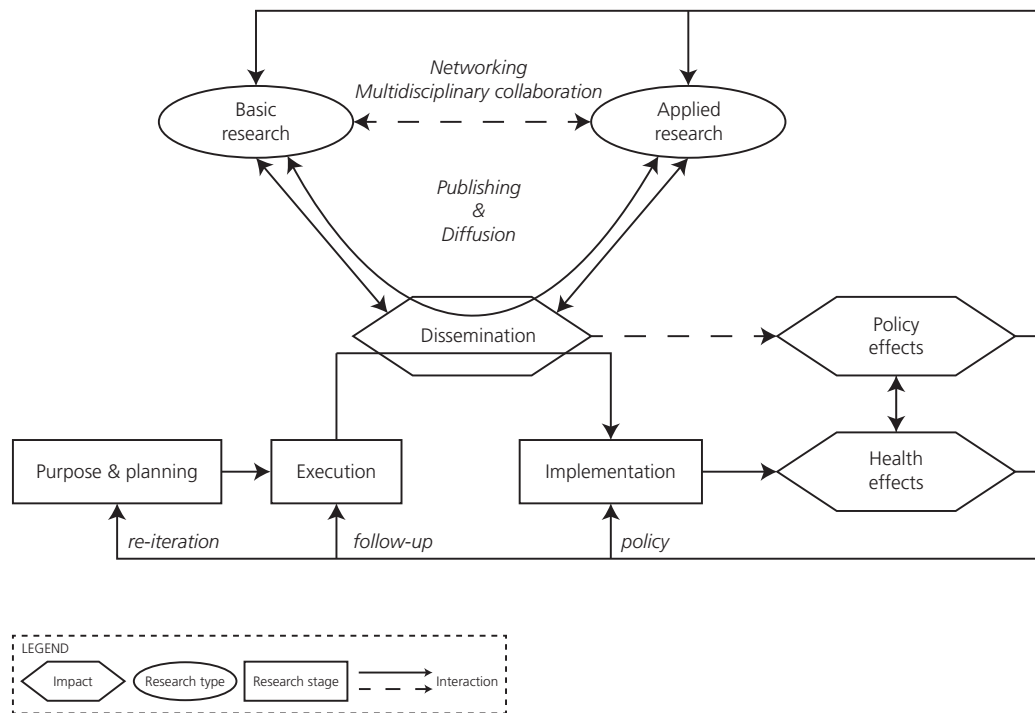 Networking
Multidisciplinary collaboration
Basic
research
Applied
research
Publishing
&
Diffusion
Dissemination
Policy
effects
Purpose & planning
Execution
Implementation
Health
effects
re-iteration
follow-up
policy
LEGEND
Impact
Research type
Research stage
Interaction